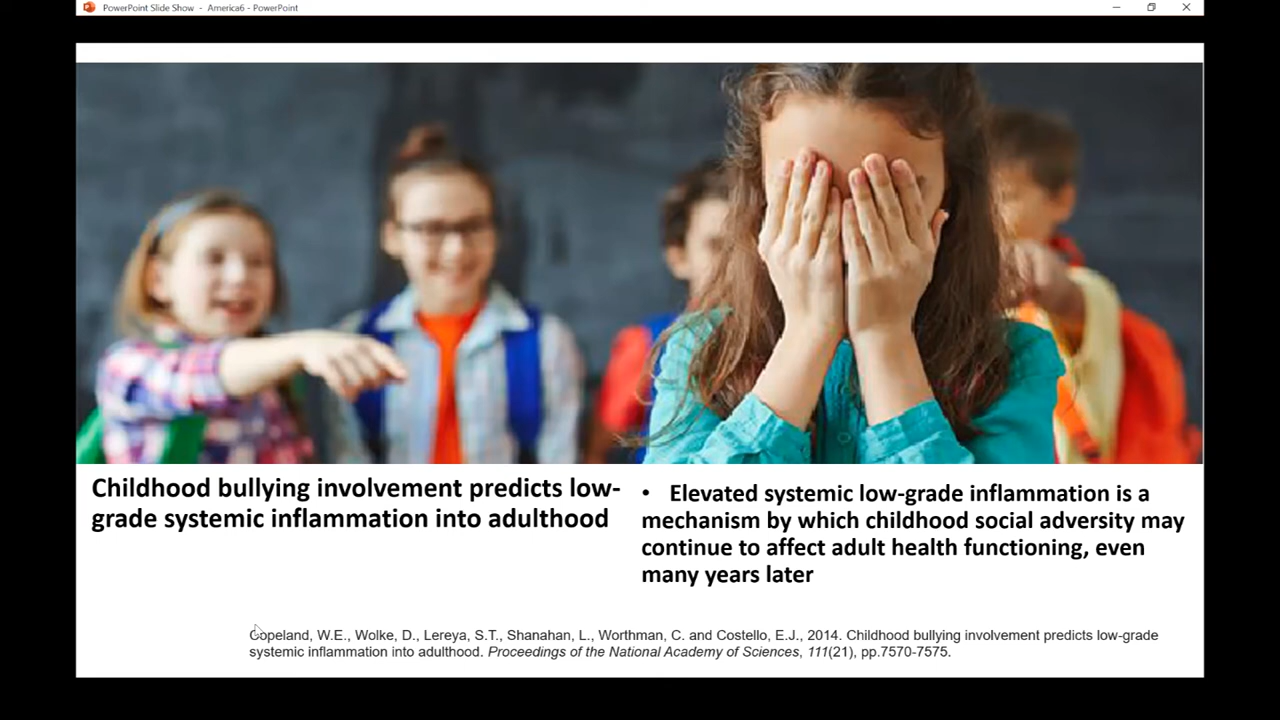 PowerPoint Slide Show - America6 - PowerPoint
Childhood bullying involvement predicts low-
grade systemic inflammation into adulthood
• Elevated systemic low-grade inflammation is a
mechanism by which childhood social adversity may
continue to affect adult health functioning, even
many years later
Copeland, W.E., Wolke, D., Lereya, S.T., Shanahan, L., Worthman, C. and Costello, E.J., 2014. Childhood bullying involvement predicts low-grade
systemic inflammation into adulthood. Proceedings of the National Academy of Sciences, 111(21), pp.7570-7575.